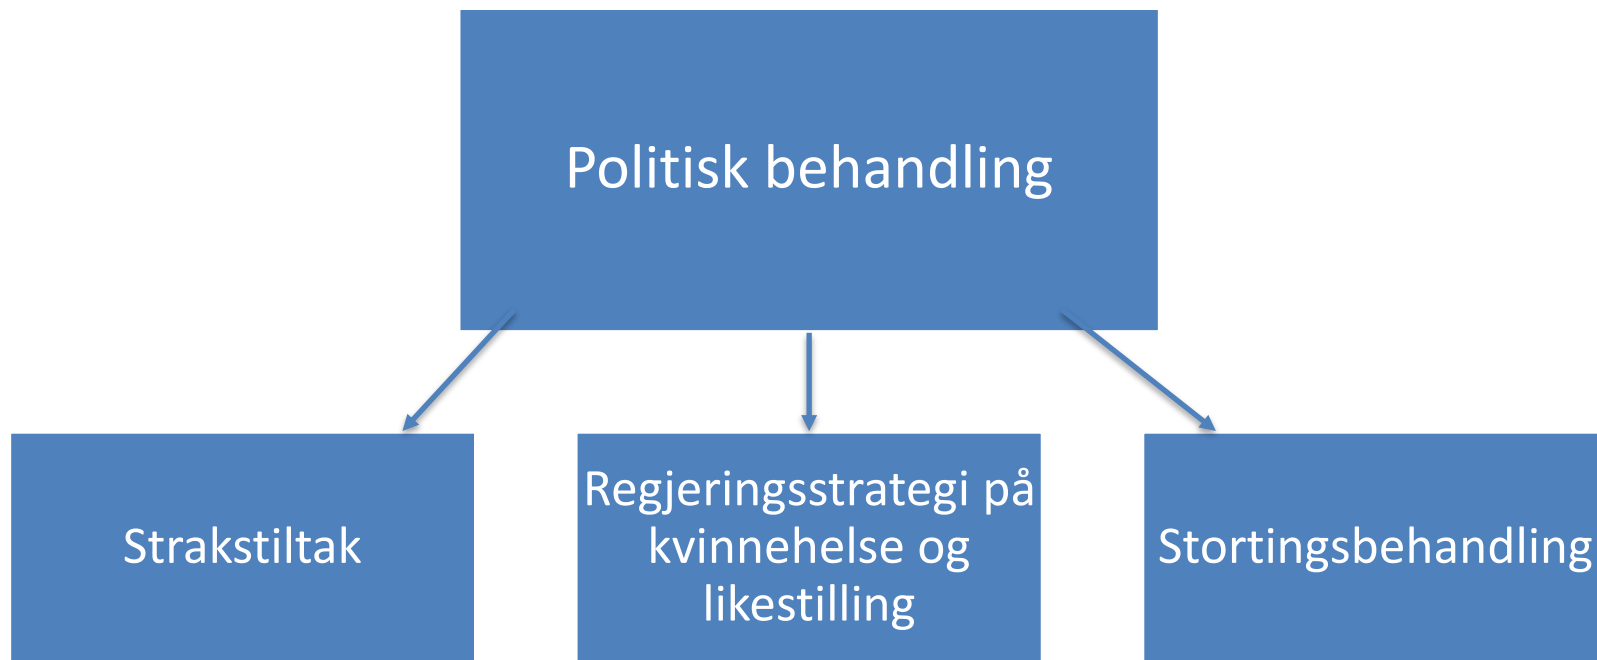 Politisk behandling
Strakstiltak
Regjeringsstrategi på
kvinnehelse og
likestilling
Stortingsbehandling